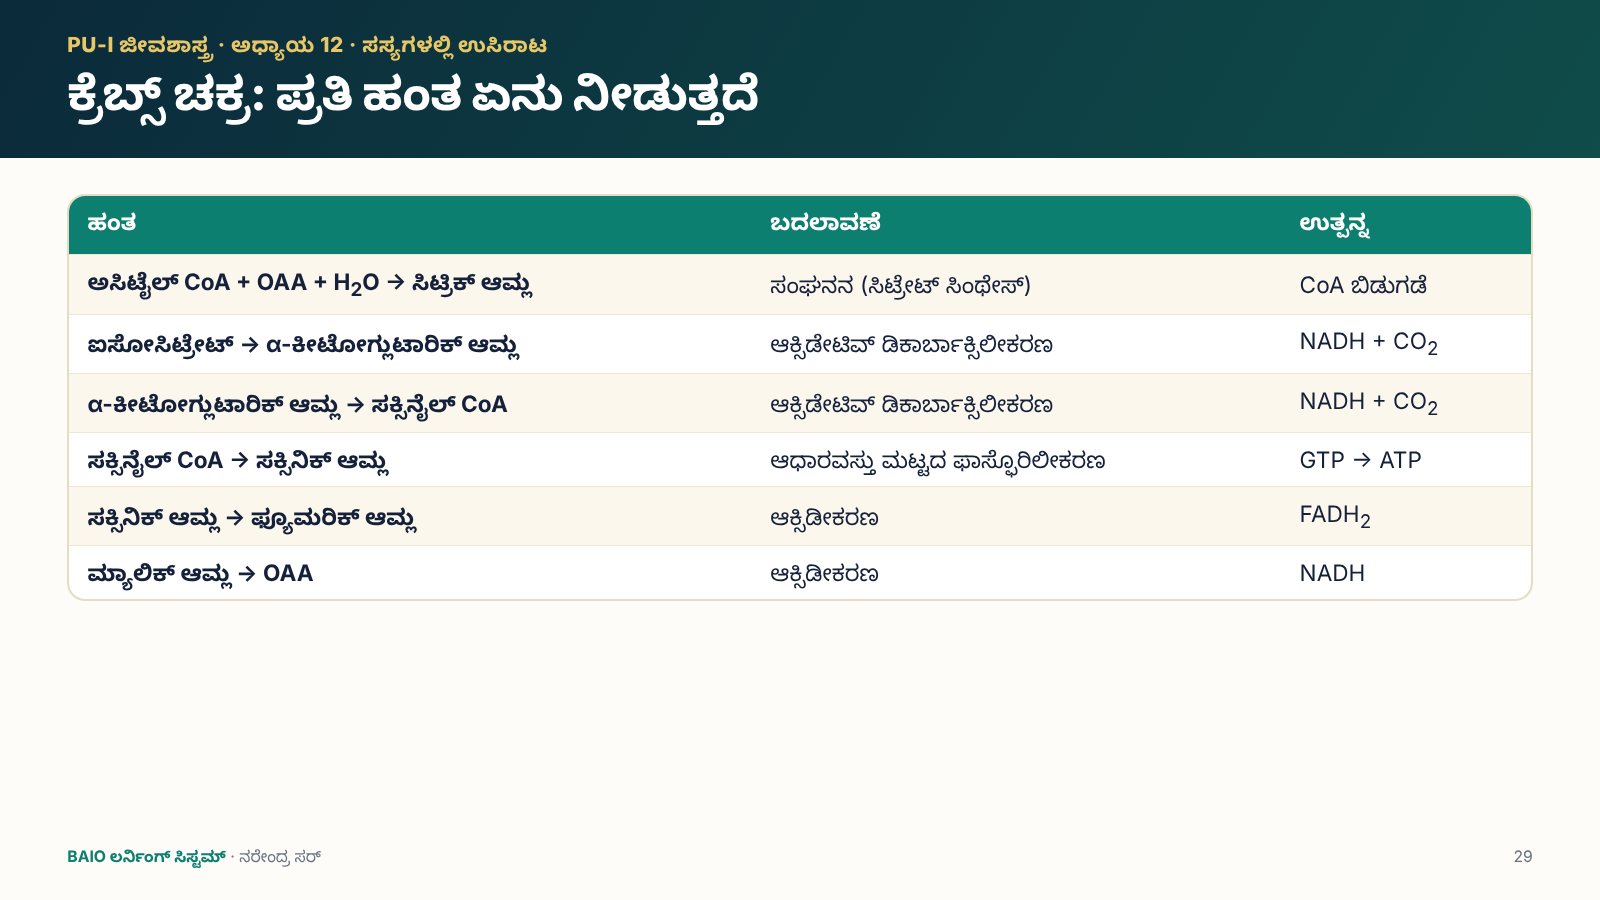 PU-I ಜೀವಶಾಸ್ತ್ರ · ಅಧ್ಯಾಯ 12 · ಸಸ್ಯಗಳಲ್ಲಿ ಉಸಿರಾಟ
ಕ್ರೆಬ್ಸ್ ಚಕ್ರ: ಪ್ರತಿ ಹಂತ ಏನು ನೀಡುತ್ತದೆ
ಹಂತ ಬದಲಾವಣೆ ಉತ್ಪನ್ನ
ಅಸಿಟೈಲ್ CoA + OAA + H₂O → ಸಿಟ್ರಿಕ್ ಆಮ್ಲ ಸಂಘನನ (ಸಿಟ್ರೇಟ್ ಸಿಂಥೇಸ್) CoA ಬಿಡುಗಡೆ
ಐಸೋಸಿಟ್ರೇಟ್ → α-ಕೀಟೋಗ್ಲುಟಾರಿಕ್ ಆಮ್ಲ ಆಕ್ಸಿಡೇಟಿವ್ ಡಿಕಾರ್ಬಾಕ್ಸಿಲೀಕರಣ NADH + CO₂
α-ಕೀಟೋಗ್ಲುಟಾರಿಕ್ ಆಮ್ಲ → ಸಕ್ಸಿನೈಲ್ CoA ಆಕ್ಸಿಡೇಟಿವ್ ಡಿಕಾರ್ಬಾಕ್ಸಿಲೀಕರಣ NADH + CO₂
ಸಕ್ಸಿನೈಲ್ CoA → ಸಕ್ಸಿನಿಕ್ ಆಮ್ಲ ಆಧಾರವಸ್ತು ಮಟ್ಟದ ಫಾಸ್ಫೊರಿಲೀಕರಣ GTP → ATP
ಸಕ್ಸಿನಿಕ್ ಆಮ್ಲ → ಫ್ಯೂಮರಿಕ್ ಆಮ್ಲ ಆಕ್ಸಿಡೀಕರಣ FADH₂
ಮ್ಯಾಲಿಕ್ ಆಮ್ಲ → OAA ಆಕ್ಸಿಡೀಕರಣ NADH
BAIO ಲರ್ನಿಂಗ್ ಸಿಸ್ಟಮ್ · ನರೇಂದ್ರ ಸರ್ 29